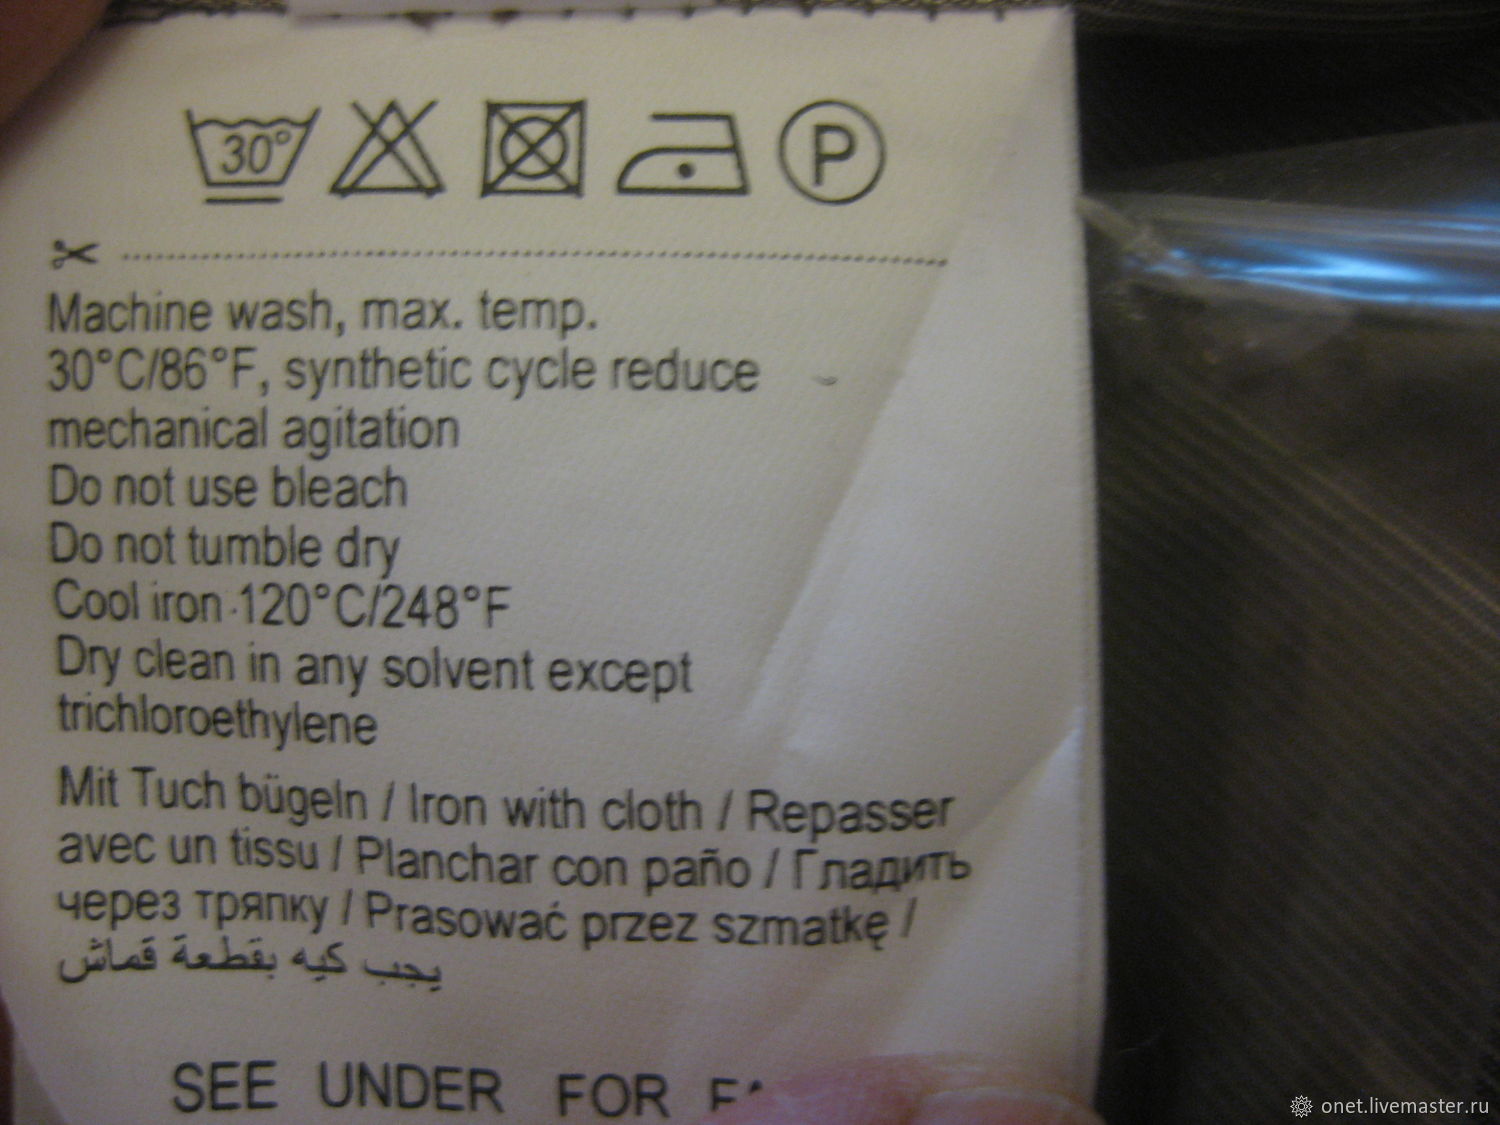 30°
P
Machine wash, max. temp.
30°C/86°F, synthetic cycle reduce
mechanical agitation
Do not use bleach
Do not tumble dry
Cool iron 120°C/248°F
Dry clean in any solvent except
trichloroethylene
Mit Tuch bügeln / Iron with cloth / Repasser
avec un tissu / Planchar con paño / Гладить
через тряпку / Prasować przez szmatkę /
يجب كيه بقطعة قماش
SEE UNDER FOR
onet.livemaster.ru